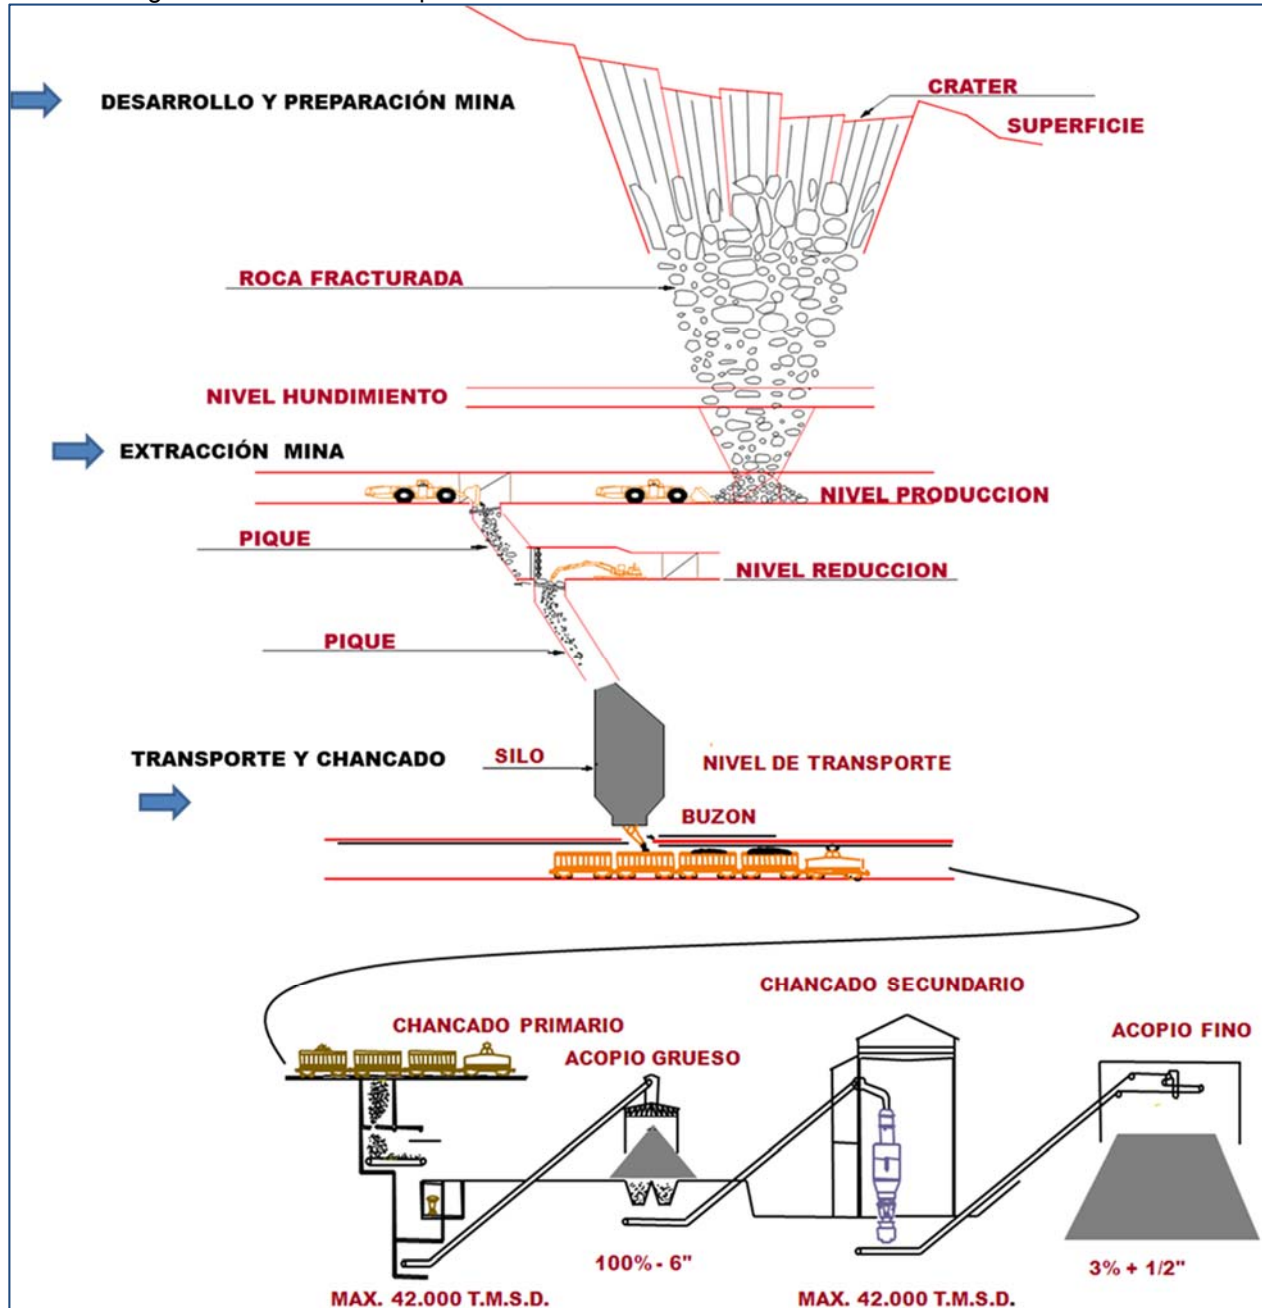 DESARROLLO Y PREPARACIÓN MINA
CRATER
SUPERFICIE
ROCA FRACTURADA
NIVEL HUNDIMIENTO
EXTRACCIÓN MINA
NIVEL PRODUCCION
PIQUE
NIVEL REDUCCION
PIQUE
TRANSPORTE Y CHANCADO
SILO
NIVEL DE TRANSPORTE
BUZON
CHANCADO SECUNDARIO
CHANCADO PRIMARIO
ACOPIO FINO
ACOPIO GRUESO
100% - 6"
3% + 1/2"
MAX. 42.000 T.M.S.D.
MAX. 42.000 T.M.S.D.